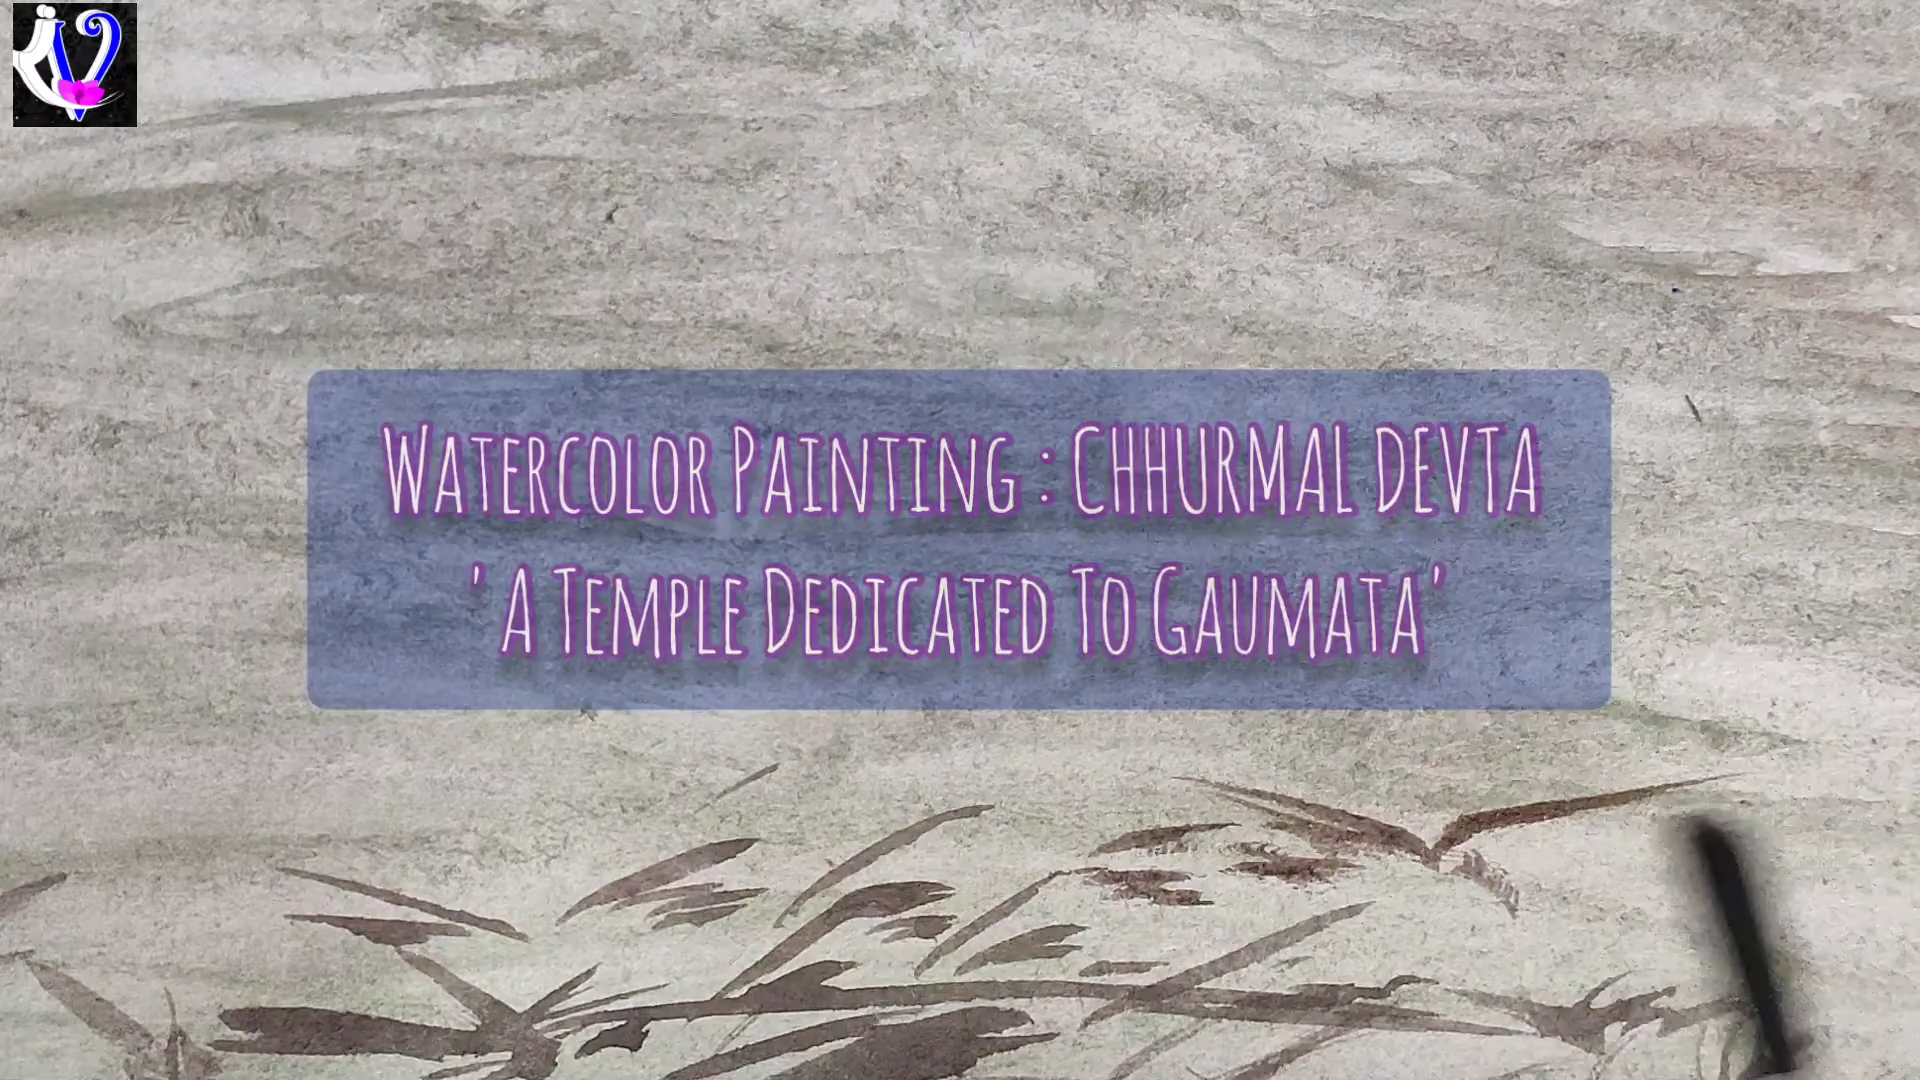 Watercolor Painting : CHHURMAL DEVTA
' A Temple Dedicated To Gaumata'